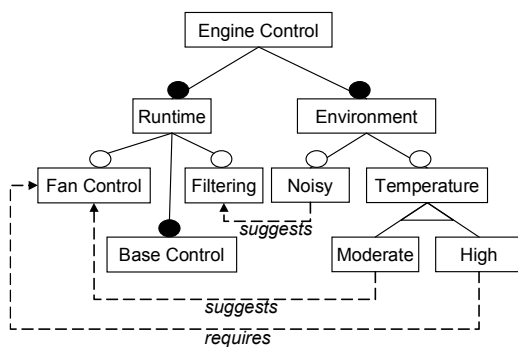 Engine Control
Runtime
Environment
Fan Control
Filtering
Noisy
Temperature
suggests
Base Control
Moderate
High
suggests
requires